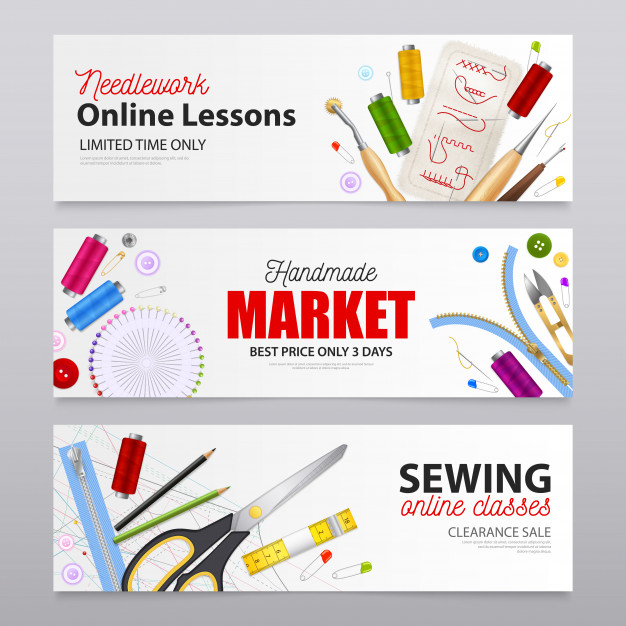 Needlework
Online Lessons
LIMITED TIME ONLY
Handmade
MARKET
BEST PRICE ONLY 3 DAYS
SEWING
online classes
CLEARANCE SALE